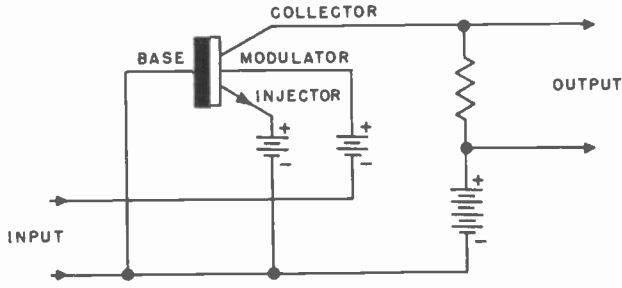 COLLECTOR
BASE
MODULATOR
INJECTOR
OUTPUT
+
-
+
-
+
-
INPUT